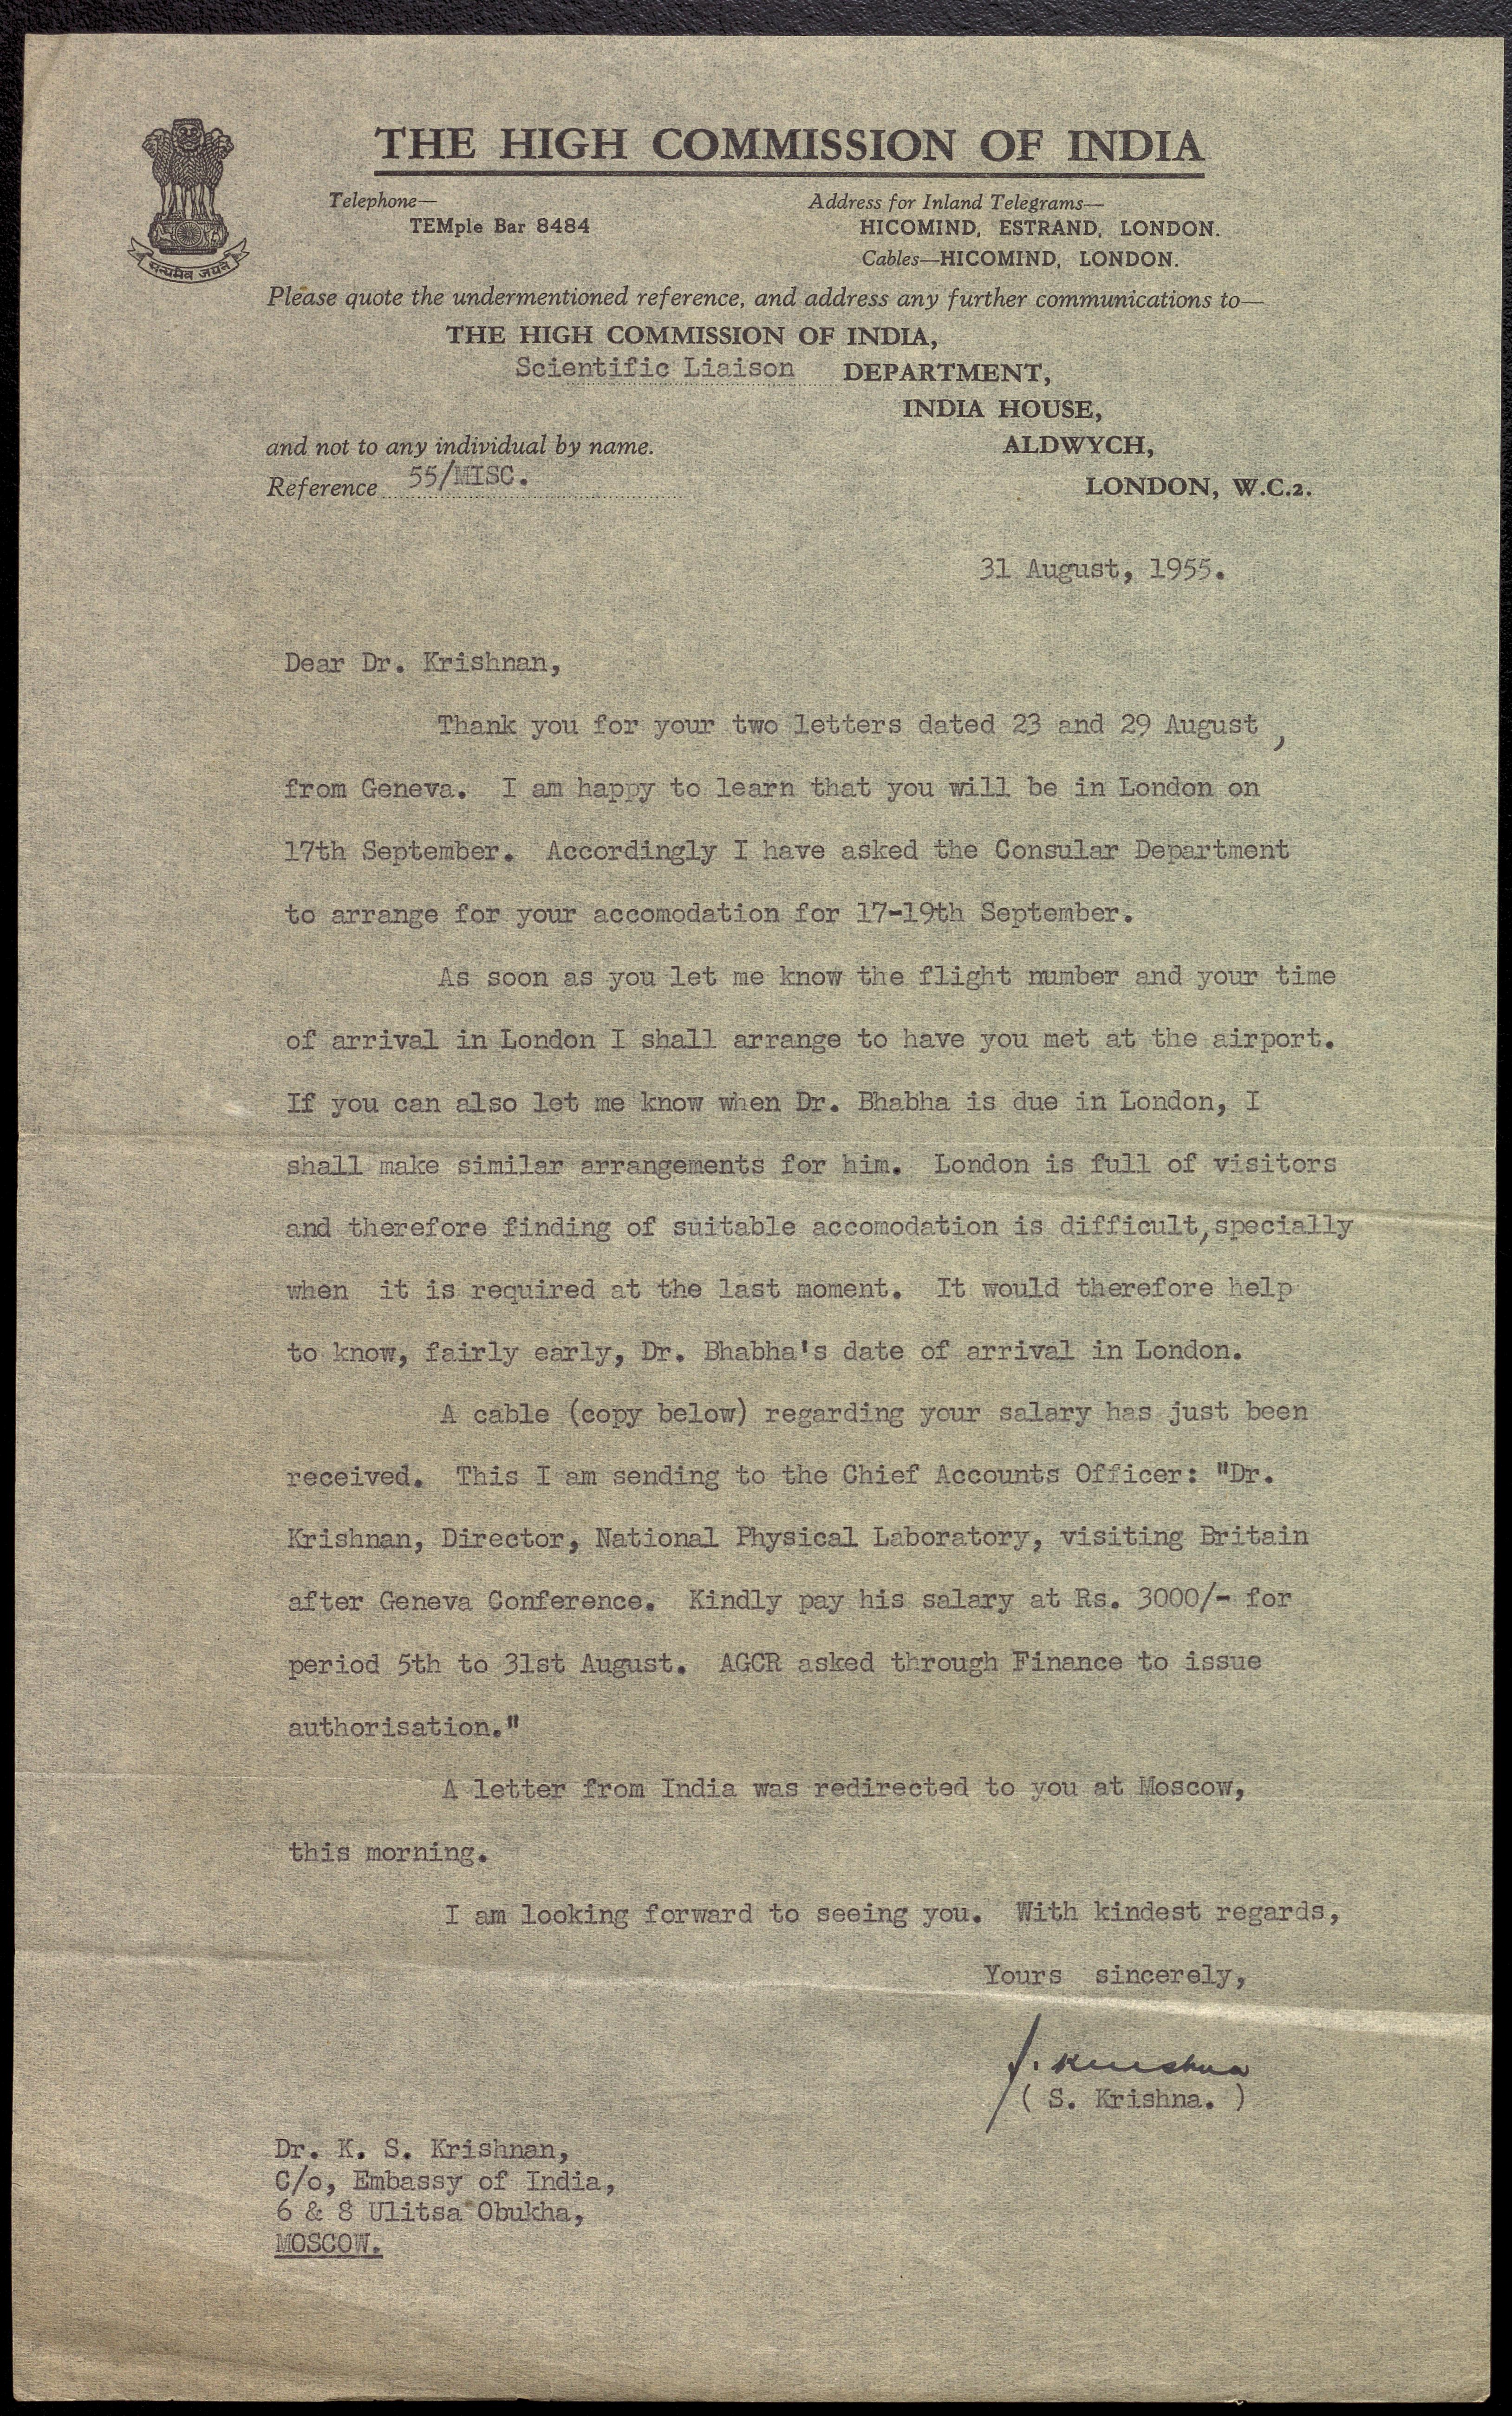 THE HIGH COMMISSION OF INDIA
Telephone—
TEMple Bar 8484
Address for Inland Telegrams—
HICOMIND, ESTRAND, LONDON.
Cables—HICOMIND, LONDON.
सत्यमेव जयते
Please quote the undermentioned reference, and address any further communications to—
THE HIGH COMMISSION OF INDIA,
Scientific Liaison DEPARTMENT,
INDIA HOUSE,
ALDWYCH,
LONDON, W.C.2.
and not to any individual by name.
Reference 55/MISC.
31 August, 1955.
Dear Dr. Krishnan,
Thank you for your two letters dated 23 and 29 August,
from Geneva. I am happy to learn that you will be in London on
17th September. Accordingly I have asked the Consular Department
to arrange for your accomodation for 17-19th September.
As soon as you let me know the flight number and your time
of arrival in London I shall arrange to have you met at the airport.
If you can also let me know when Dr. Bhabha is due in London, I
shall make similar arrangements for him. London is full of visitors
and therefore finding of suitable accomodation is difficult, specially
when it is required at the last moment. It would therefore help
to know, fairly early, Dr. Bhabha's date of arrival in London.
A cable (copy below) regarding your salary has just been
received. This I am sending to the Chief Accounts Officer: "Dr.
Krishnan, Director, National Physical Laboratory, visiting Britain
after Geneva Conference. Kindly pay his salary at Rs. 3000/- for
period 5th to 31st August. AGCR asked through Finance to issue
authorisation."
A letter from India was redirected to you at Moscow,
this morning.
I am looking forward to seeing you. With kindest regards,
Yours sincerely,
S. Krishna
( S. Krishna. )
Dr. K. S. Krishnan,
C/o, Embassy of India,
6 & 8 Ulitsa Obukha,
MOSCOW.